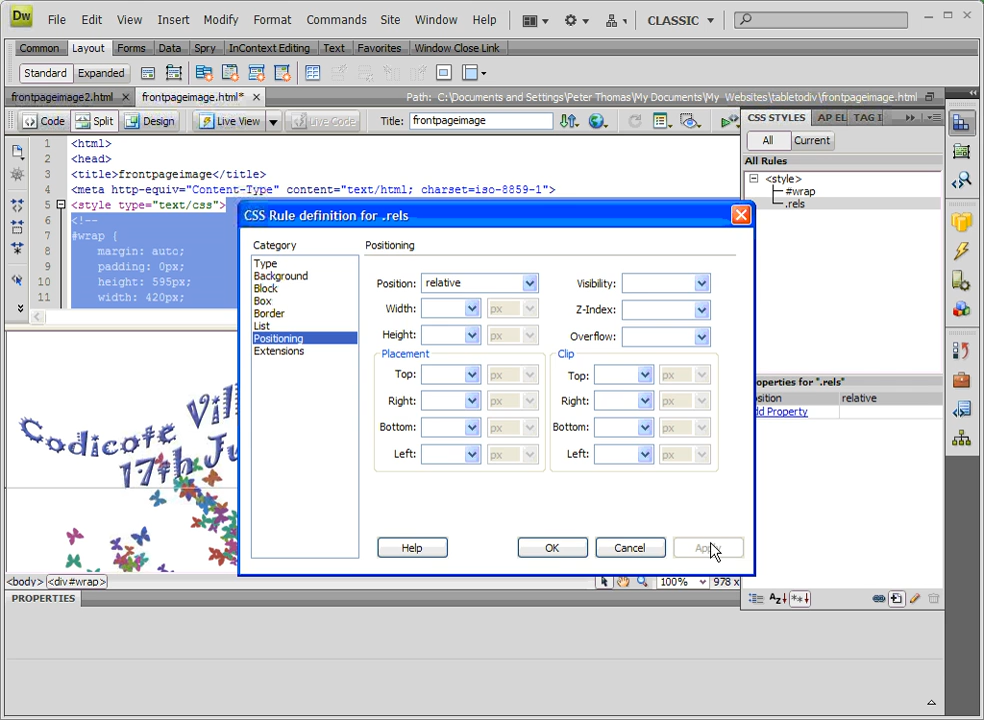 Dw File Edit View Insert Modify Format Commands Site Window Help CLASSIC
Common Layout Forms Data Spry InContext Editing Text Favorites Window Close Link
Standard Expanded
frontpageimage2.html frontpageimage.html* Path: C:\Documents and Settings\Peter Thomas\My Documents\My Websites\tabletodiv\frontpageimage.html
Code Split Design Live View Live Code Title: frontpageimage
CSS STYLES AP EL TAG I
All Current
All Rules
<style>
#wrap
.rels
1 <html>
2 <head>
3 <title>frontpageimage</title>
4 <meta http-equiv="Content-Type" content="text/html; charset=iso-8859-1">
5 <style type="text/css">
6 <!--
7 #wrap {
8 margin: auto;
9 padding: 0px;
10 height: 595px;
11 width: 420px;
CSS Rule definition for .rels
Category
Type
Background
Block
Box
Border
List
Positioning
Extensions
Positioning
Position: relative Visibility:
Width: px Z-Index:
Height: px Overflow:
Placement Clip
Top: px Top: px
Right: px Right: px
Bottom: px Bottom: px
Left: px Left: px
Help OK Cancel
Codicote
17th
operties for ".rels"
relative
dd Property
<body> <div#wrap> 100% 978 x
PROPERTIES